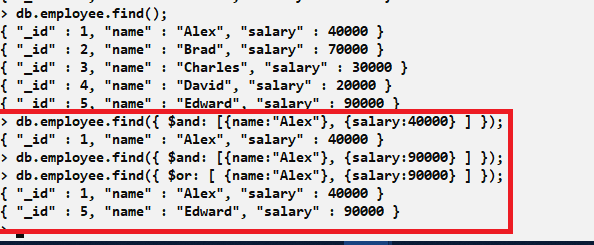 > db.employee.find();
{ "_id" : 1, "name" : "Alex", "salary" : 40000 }
{ "_id" : 2, "name" : "Brad", "salary" : 70000 }
{ "_id" : 3, "name" : "Charles", "salary" : 30000 }
{ "_id" : 4, "name" : "David", "salary" : 20000 }
{ "_id" : 5, "name" : "Edward", "salary" : 90000 }
> db.employee.find({ $and: [{name:"Alex"}, {salary:40000} ] });
{ "_id" : 1, "name" : "Alex", "salary" : 40000 }
> db.employee.find({ $and: [{name:"Alex"}, {salary:90000} ] });
> db.employee.find({ $or: [ {name:"Alex"}, {salary:90000} ] });
{ "_id" : 1, "name" : "Alex", "salary" : 40000 }
{ "_id" : 5, "name" : "Edward", "salary" : 90000 }
>